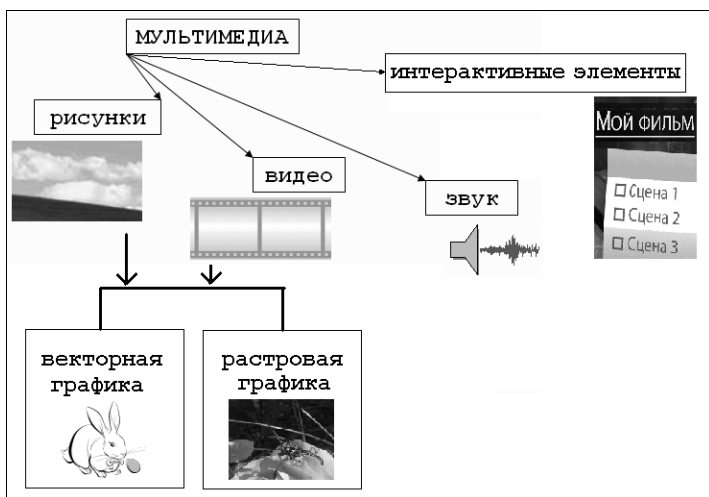 МУЛЬТИМЕДИА
интерактивные элементы
рисунки
видео
звук
Мой фильм
Сцена 1
Сцена 2
Сцена 3
векторная
графика
растровая
графика